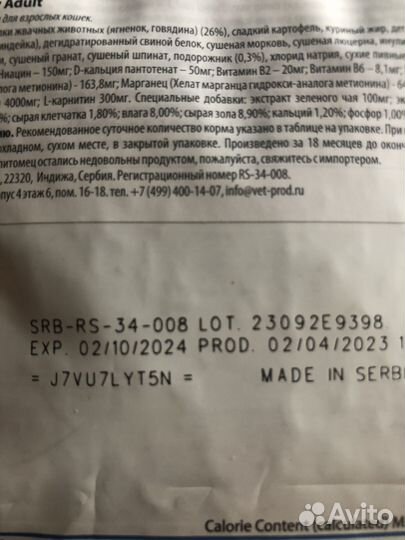 Adult
для взрослых кошек.
жвачных животных (ягненок, говядина) (26%), сладкий картофель, куриный жир,
индейка), дегидратированный свиной белок, сушеная морковь, сушеная люцерна,
сушеный гранат, сушеный шпинат, подорожник (0,3%), хлорид натрия, сухие
Ниацин – 150мг; D-кальция пантотенат – 50мг; Витамин В2 – 20мг; Витамин В6 – 8,1мг;
метионина) - 163,8мг; Марганец (Хелат марганца гидрокси-аналога метионина) -
4000мг; L-карнитин 300мг. Специальные добавки: экстракт зеленого чая 100мг;
сырая клетчатка 1,80%; влага 8,00%; сырая зола 8,90%; кальций 1,20%; фосфор 1,00%
Рекомендованное суточное количество корма указано в таблице на упаковке. При
сухом месте, в закрытой упаковке. Произведено за 18 месяцев до
питомец остались недовольны продуктом, пожалуйста, свяжитесь с импортером.
22320, Инджиа, Сербия. Регистрационный номер RS-34-008.
4 этаж 6, пом. 16-18. тел. +7 (499) 400-14-07, info@vet-prod.ru
SRB-RS-34-008 LOT. 23092E9398
EXP. 02/10/2024 PROD. 02/04/2023 1
= J7VU7LYT5N = MADE IN SERB
Calorie Content (calculated) M
Avito